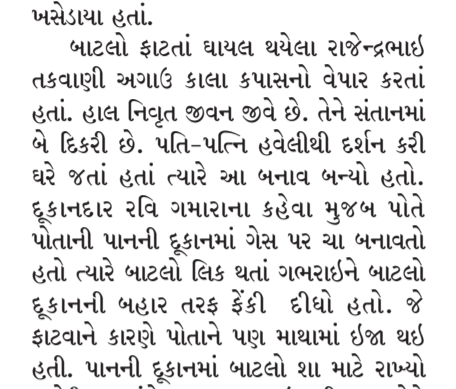 ખસેડાયા હતાં.
બાટલો ફાટતાં ઘાયલ થયેલા રાજેન્દ્રભાઇ
તકવાણી અગાઉ કાલા કપાસનો વેપાર કરતાં
હતાં. હાલ નિવૃત જીવન જીવે છે. તેને સંતાનમાં
બે દિકરી છે. પતિ-પત્નિ હવેલીથી દર્શન કરી
ઘરે જતાં હતાં ત્યારે આ બનાવ બન્યો હતો.
દૂકાનદાર રવિ ગમારાના કહેવા મુજબ પોતે
પોતાની પાનની દૂકાનમાં ગેસ પર ચા બનાવતો
હતો ત્યારે બાટલો લિક થતાં ગભરાઇને બાટલો
દૂકાનની બહાર તરફ ફેંકી દીધો હતો. જે
ફાટવાને કારણે પોતાને પણ માથામાં ઇજા થઇ
હતી. પાનની દૂકાનમાં બાટલો શા માટે રાખ્યો